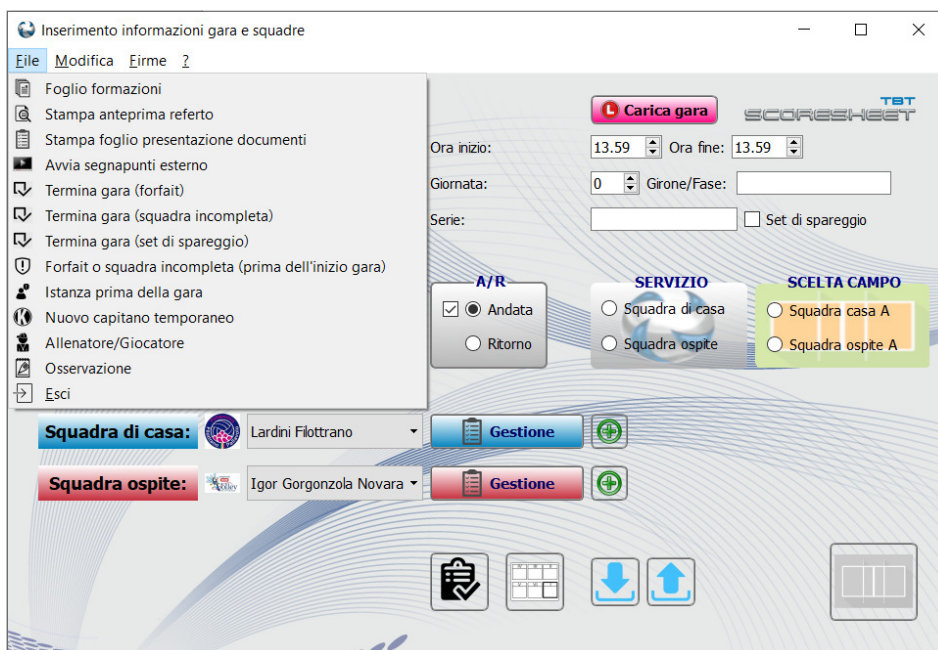 Inserimento informazioni gara e squadre
File Modifica Firme ?
Foglio formazioni
Stampa anteprima referto
Stampa foglio presentazione documenti
Avvia segnapunti esterno
Termina gara (forfait)
Termina gara (squadra incompleta)
Termina gara (set di spareggio)
Forfait o squadra incompleta (prima dell'inizio gara)
Istanza prima della gara
Nuovo capitano temporaneo
Allenatore/Giocatore
Osservazione
Esci
L Carica gara
TBT
SCORESHEET
Ora inizio: 13.59 Ora fine: 13.59
Giornata: 0 Girone/Fase:
Serie: Set di spareggio
A/R
Andata
Ritorno
SERVIZIO
Squadra di casa
Squadra ospite
SCELTA CAMPO
Squadra casa A
Squadra ospite A
Squadra di casa: Lardini Filottrano Gestione
Squadra ospite: Igor Gorgonzola Novara Gestione